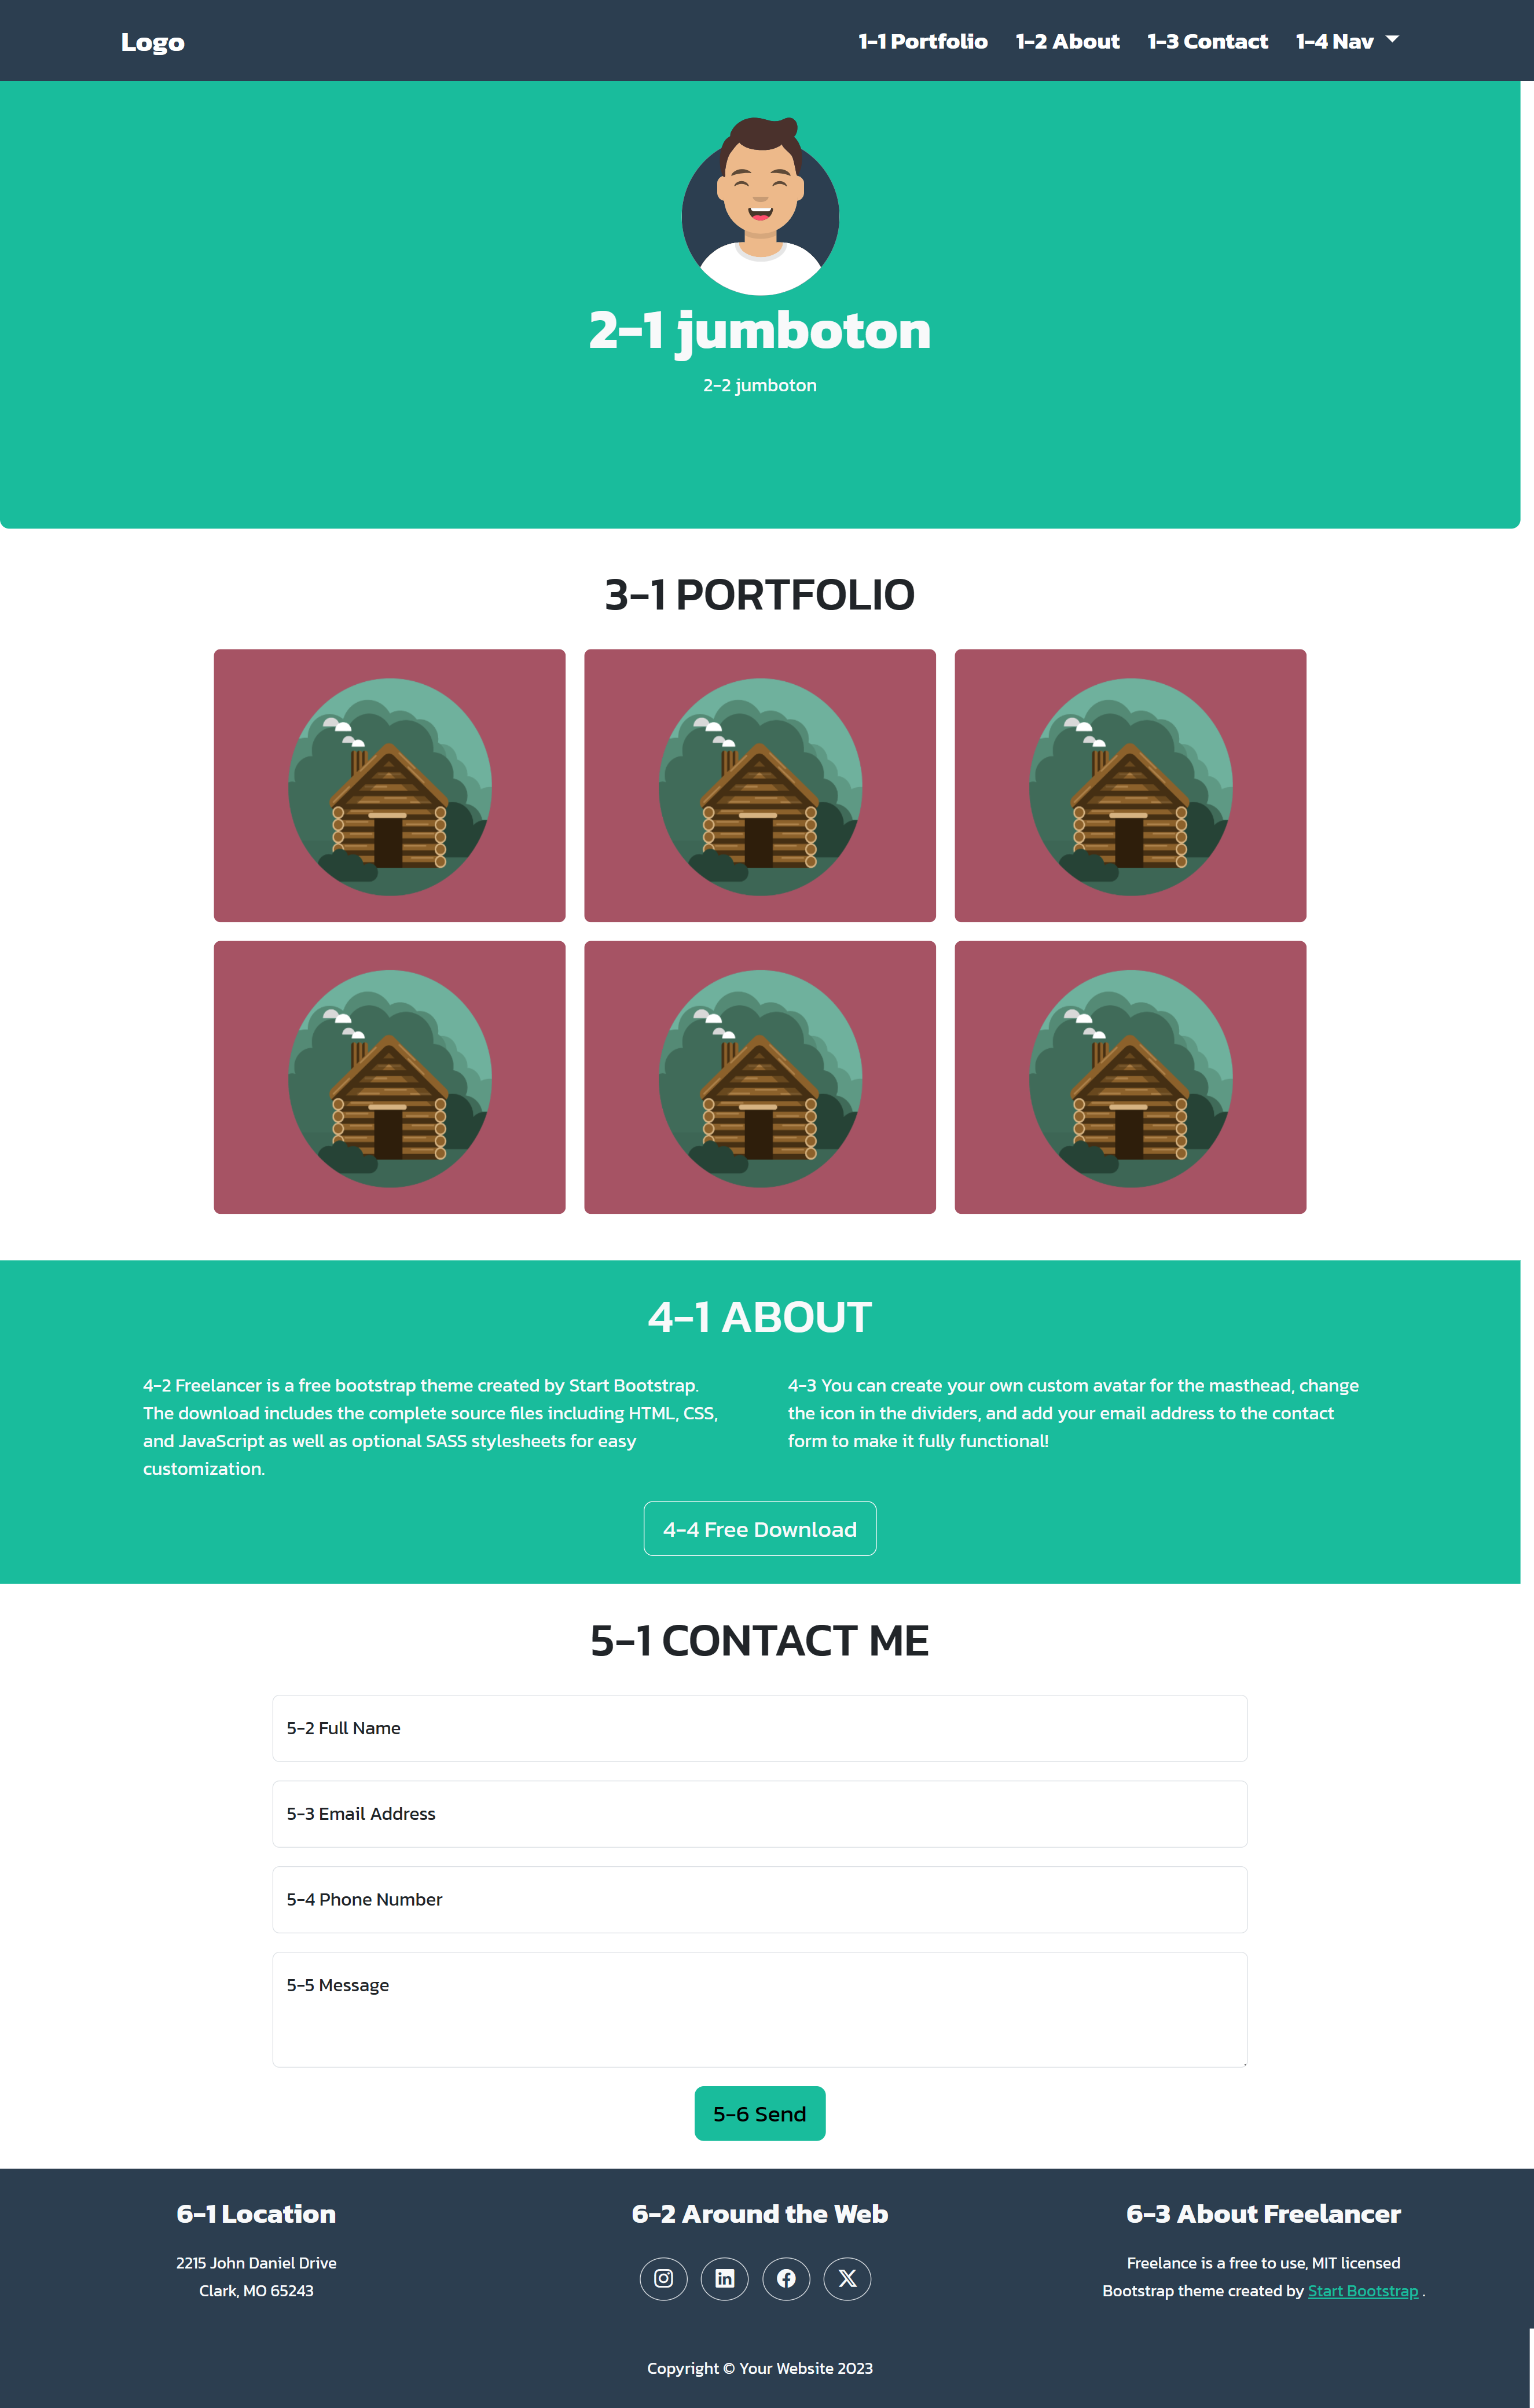 Logo
1-1 Portfolio 1-2 About 1-3 Contact 1-4 Nav
2-1 jumboton
2-2 jumboton
3-1 PORTFOLIO
4-1 ABOUT
4-2 Freelancer is a free bootstrap theme created by Start Bootstrap.
The download includes the complete source files including HTML, CSS,
and JavaScript as well as optional SASS stylesheets for easy
customization.
4-3 You can create your own custom avatar for the masthead, change
the icon in the dividers, and add your email address to the contact
form to make it fully functional!
4-4 Free Download
5-1 CONTACT ME
5-2 Full Name
5-3 Email Address
5-4 Phone Number
5-5 Message
5-6 Send
6-1 Location
2215 John Daniel Drive
Clark, MO 65243
6-2 Around the Web
6-3 About Freelancer
Freelance is a free to use, MIT licensed
Bootstrap theme created by Start Bootstrap .
Copyright © Your Website 2023